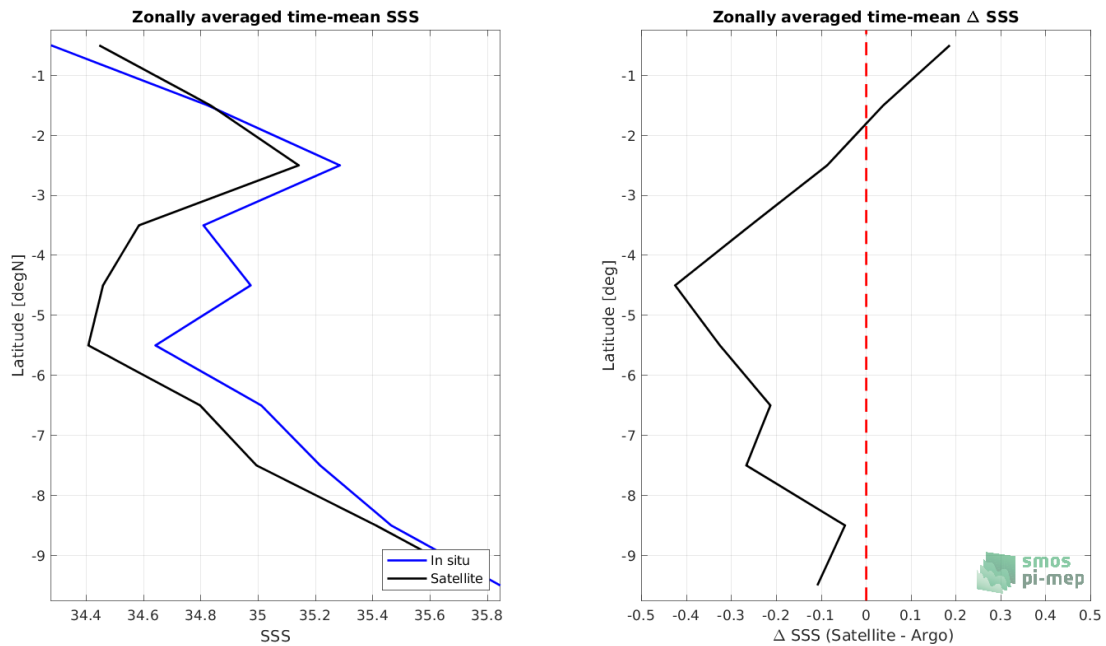 Zonally averaged time-mean SSS
Latitude [degN]
-1
-2
-3
-4
-5
-6
-7
-8
-9
34.4 34.6 34.8 35 35.2 35.4 35.6 35.8
SSS
In situ
Satellite
Zonally averaged time-mean Δ SSS
Latitude [deg]
-1
-2
-3
-4
-5
-6
-7
-8
-9
-0.5 -0.4 -0.3 -0.2 -0.1 0 0.1 0.2 0.3 0.4 0.5
Δ SSS (Satellite - Argo)
smos
pi-mep